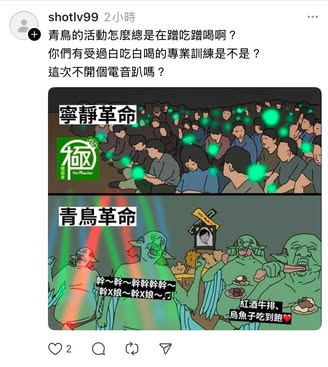 shotlv99 2小時
青鳥的活動怎麼總是在蹭吃蹭喝啊？
你們有受過白吃白喝的專業訓練是不是？
這次不開個電音趴嗎？
寧靜革命
極
青鳥革命
幹～幹～幹幹幹幹～
幹X娘～幹X娘～♫
紅酒牛排、
烏魚子吃到飽❤️
2